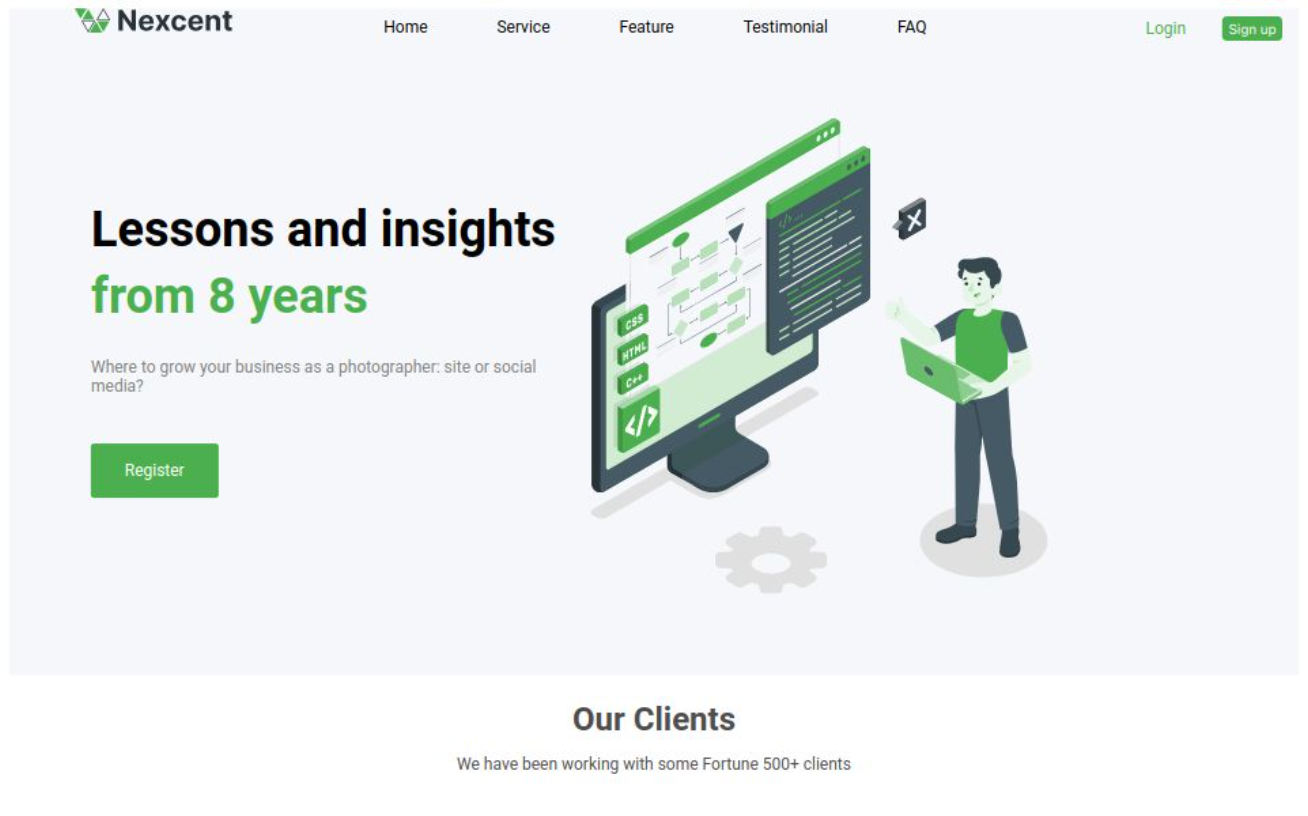 Nexcent
Home Service Feature Testimonial FAQ Login Sign up
Lessons and insights
from 8 years
Where to grow your business as a photographer: site or social
media?
Register
CSS
HTML
C++
</>
Our Clients
We have been working with some Fortune 500+ clients